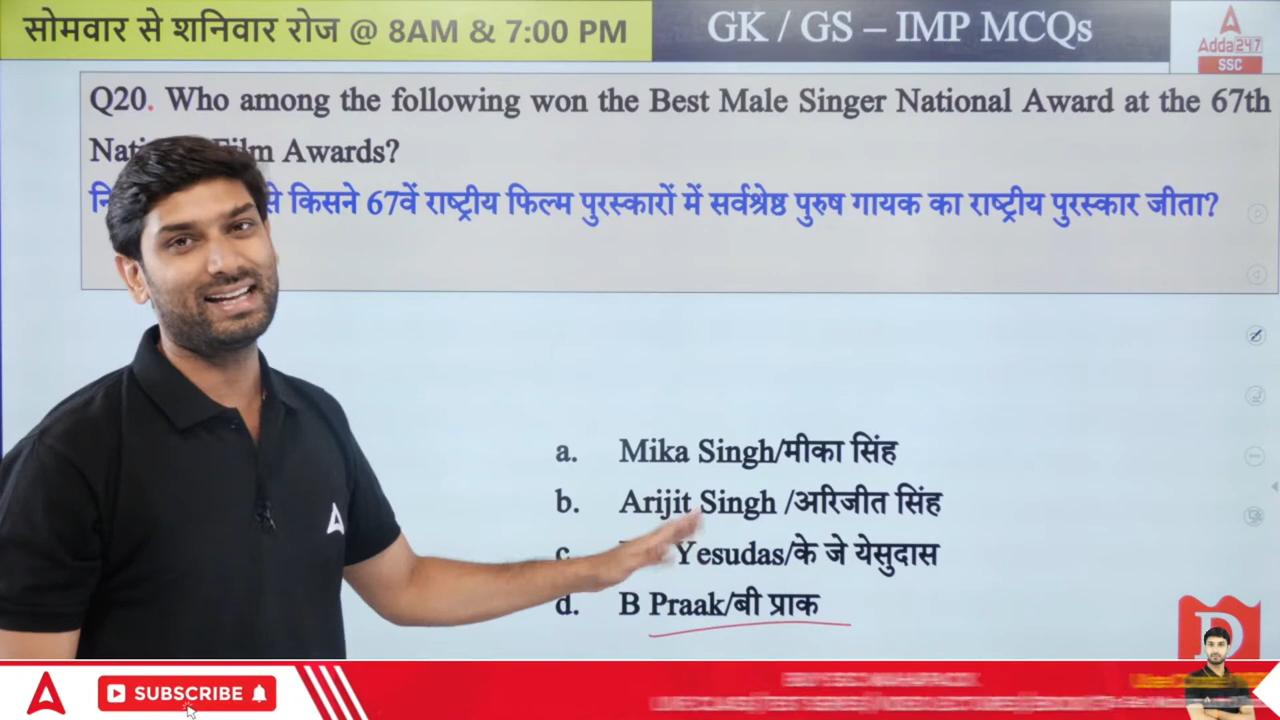 सोमवार से शनिवार रोज @ 8AM & 7:00 PM
GK / GS – IMP MCQs
Adda247
SSC
Q20. Who among the following won the Best Male Singer National Award at the 67th
Film Awards?
किसने 67वें राष्ट्रीय फिल्म पुरस्कारों में सर्वश्रेष्ठ पुरुष गायक का राष्ट्रीय पुरस्कार जीता?
a. Mika Singh/मीका सिंह
b. Arijit Singh /अरिजीत सिंह
c. Yesudas/के जे येसुदास
d. B Praak/बी प्राक
D
SUBSCRIBE